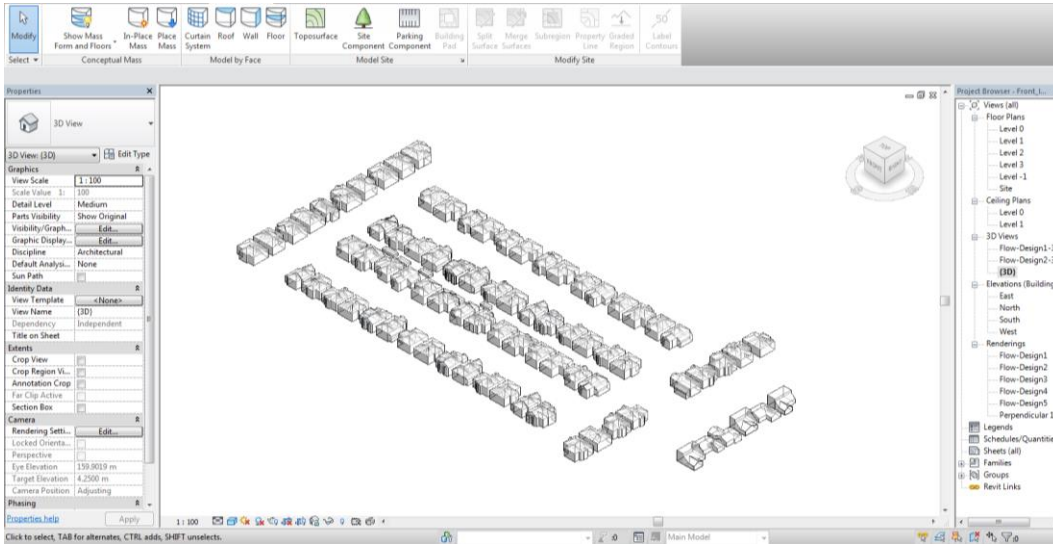 Modify
Show Mass Form and Floors
In-Place Mass
Place Mass
Curtain System
Roof
Wall
Floor
Toposurface
Site Component
Parking Component
Building Pad
Split Surface
Merge Surfaces
Subregion
Property Line
Graded Region
Label Contours
Select
Conceptual Mass
Model by Face
Model Site
Modify Site
Properties
3D View
3D View: {3D}
Edit Type
Graphics
View Scale 1 : 100
Scale Value 1: 100
Detail Level Medium
Parts Visibility Show Original
Visibility/Graph... Edit...
Graphic Display... Edit...
Discipline Architectural
Default Analysi... None
Sun Path
Identity Data
View Template <None>
View Name {3D}
Dependency Independent
Title on Sheet
Extents
Crop View
Crop Region Vi...
Annotation Crop
Far Clip Active
Section Box
Camera
Rendering Setti... Edit...
Locked Orienta...
Perspective
Eye Elevation 159.9019 m
Target Elevation 4.2500 m
Camera Position Adjusting
Phasing
Properties help
Apply
TOP
FRONT
1 : 100
Project Browser - Front_I...
Views (all)
Floor Plans
Level 0
Level 1
Level 2
Level 3
Level -1
Site
Ceiling Plans
Level 0
Level 1
3D Views
Flow-Design1-
Flow-Design2-
{3D}
Elevations (Building
East
North
South
West
Renderings
Flow-Design1
Flow-Design2
Flow-Design3
Flow-Design4
Flow-Design5
Perpendicular 1
Legends
Schedules/Quantitie
Sheets (all)
Families
Groups
Revit Links
Click to select, TAB for alternates, CTRL adds, SHIFT unselects.
:0
Main Model
:0